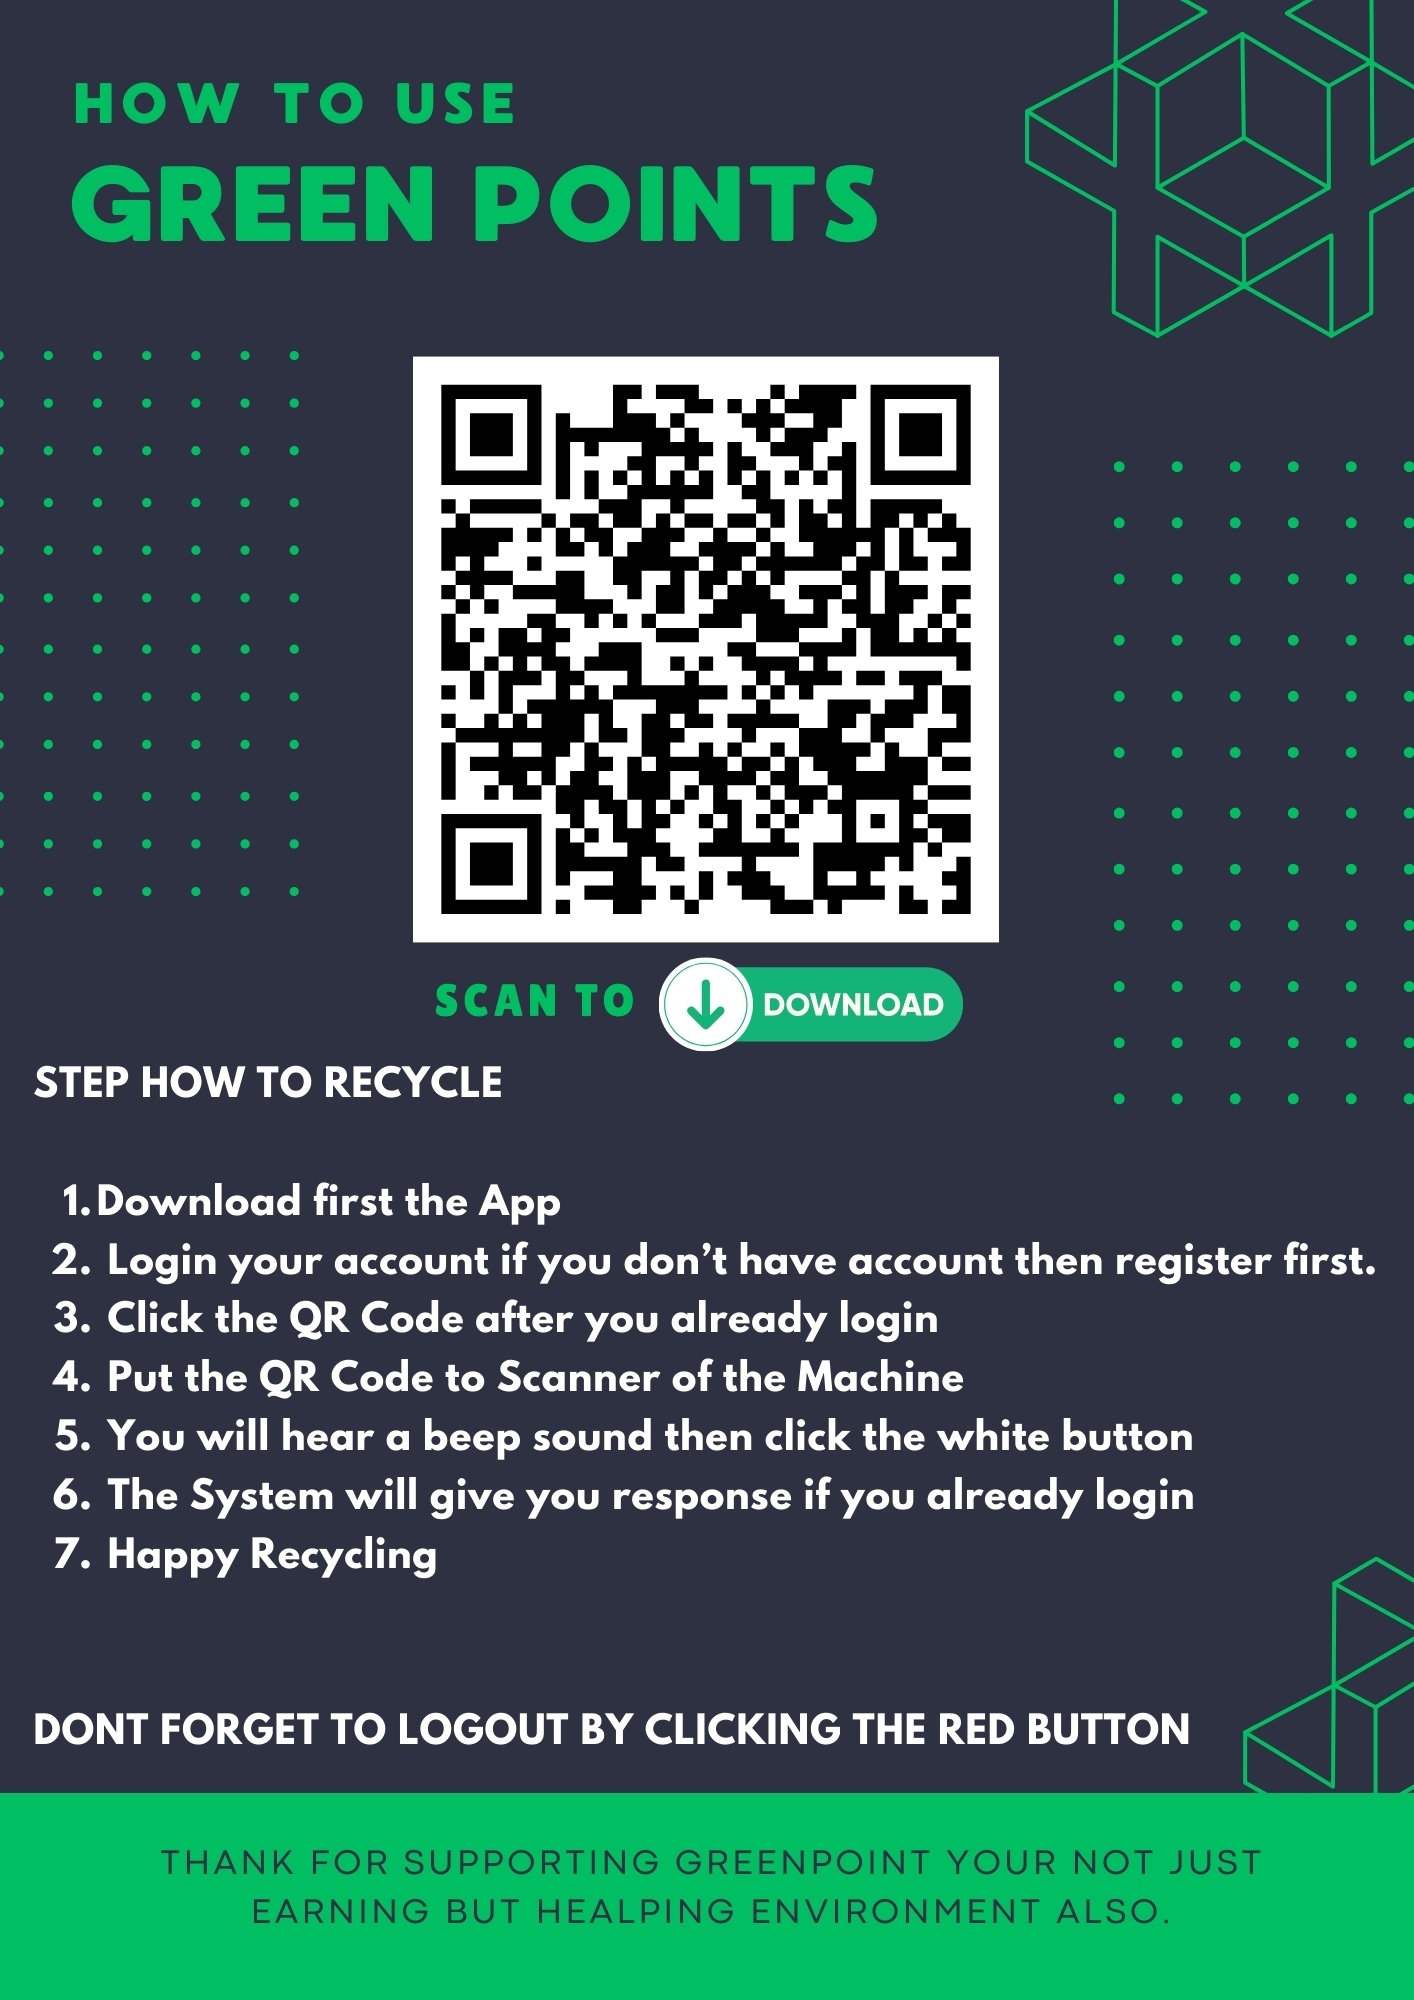 HOW TO USE
GREEN POINTS
SCAN TO
DOWNLOAD
STEP HOW TO RECYCLE
1. Download first the App
2. Login your account if you don’t have account then register first.
3. Click the QR Code after you already login
4. Put the QR Code to Scanner of the Machine
5. You will hear a beep sound then click the white button
6. The System will give you response if you already login
7. Happy Recycling
DONT FORGET TO LOGOUT BY CLICKING THE RED BUTTON
THANK FOR SUPPORTING GREENPOINT YOUR NOT JUST
EARNING BUT HEALPING ENVIRONMENT ALSO.